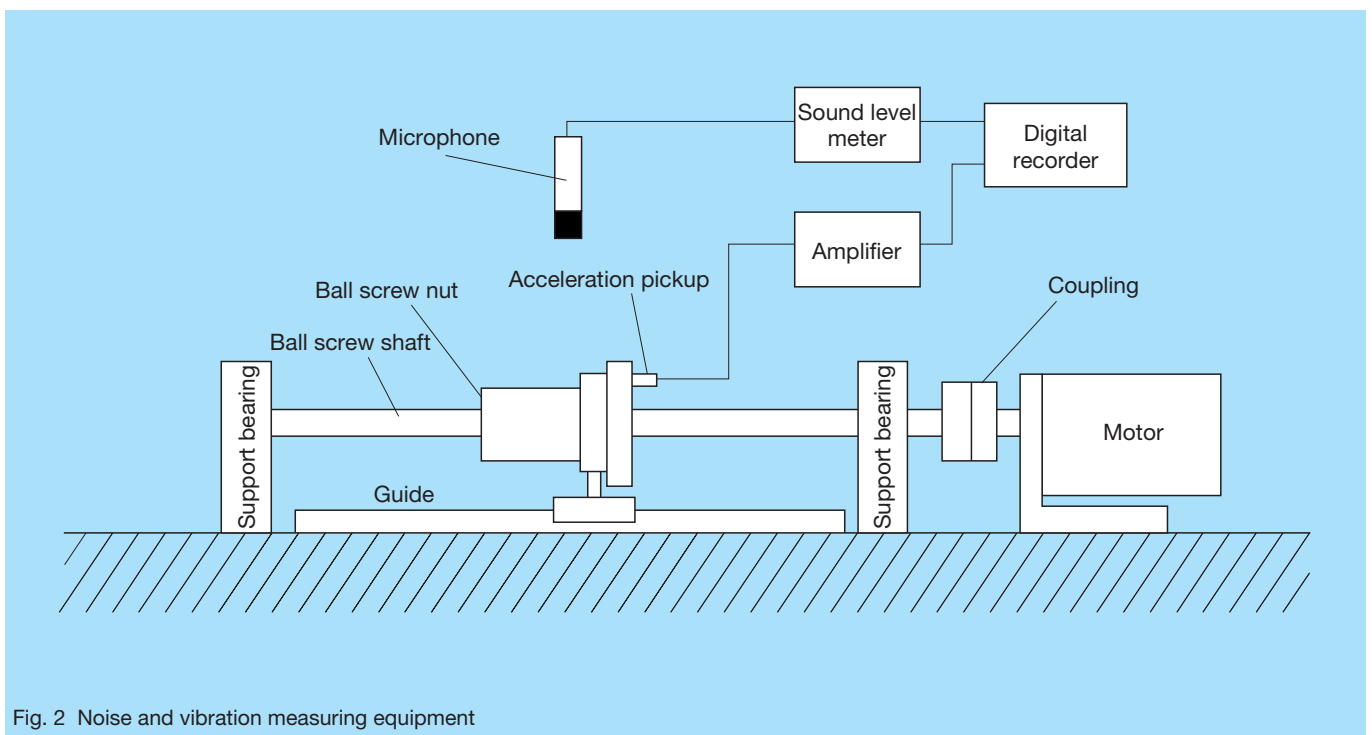 Sound level
meter
Digital
recorder
Microphone
Amplifier
Acceleration pickup
Ball screw nut
Coupling
Ball screw shaft
Support bearing
Support bearing
Motor
Guide
Fig. 2 Noise and vibration measuring equipment